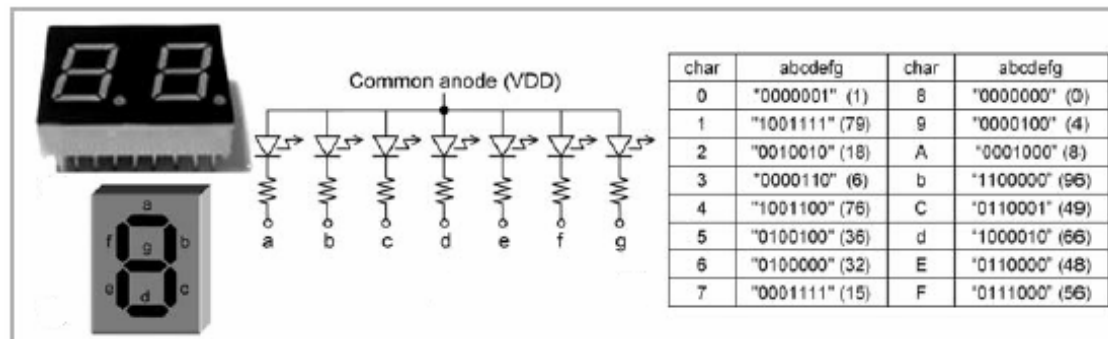 Common anode (VDD)
a b c d e f g
a
f g b
e d c
char abcdefg char abcdefg
0 "0000001" (1) 8 "0000000" (0)
1 "1001111" (79) 9 "0000100" (4)
2 "0010010" (18) A "0001000" (8)
3 "0000110" (6) b "1100000" (96)
4 "1001100" (76) C "0110001" (49)
5 "0100100" (36) d "1000010" (66)
6 "0100000" (32) E "0110000" (48)
7 "0001111" (15) F "0111000" (56)